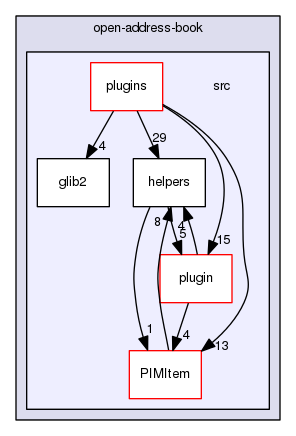 open-address-book
src
plugins
4
29
glib2
helpers
8
4
5
15
plugin
1
4
13
PIMItem